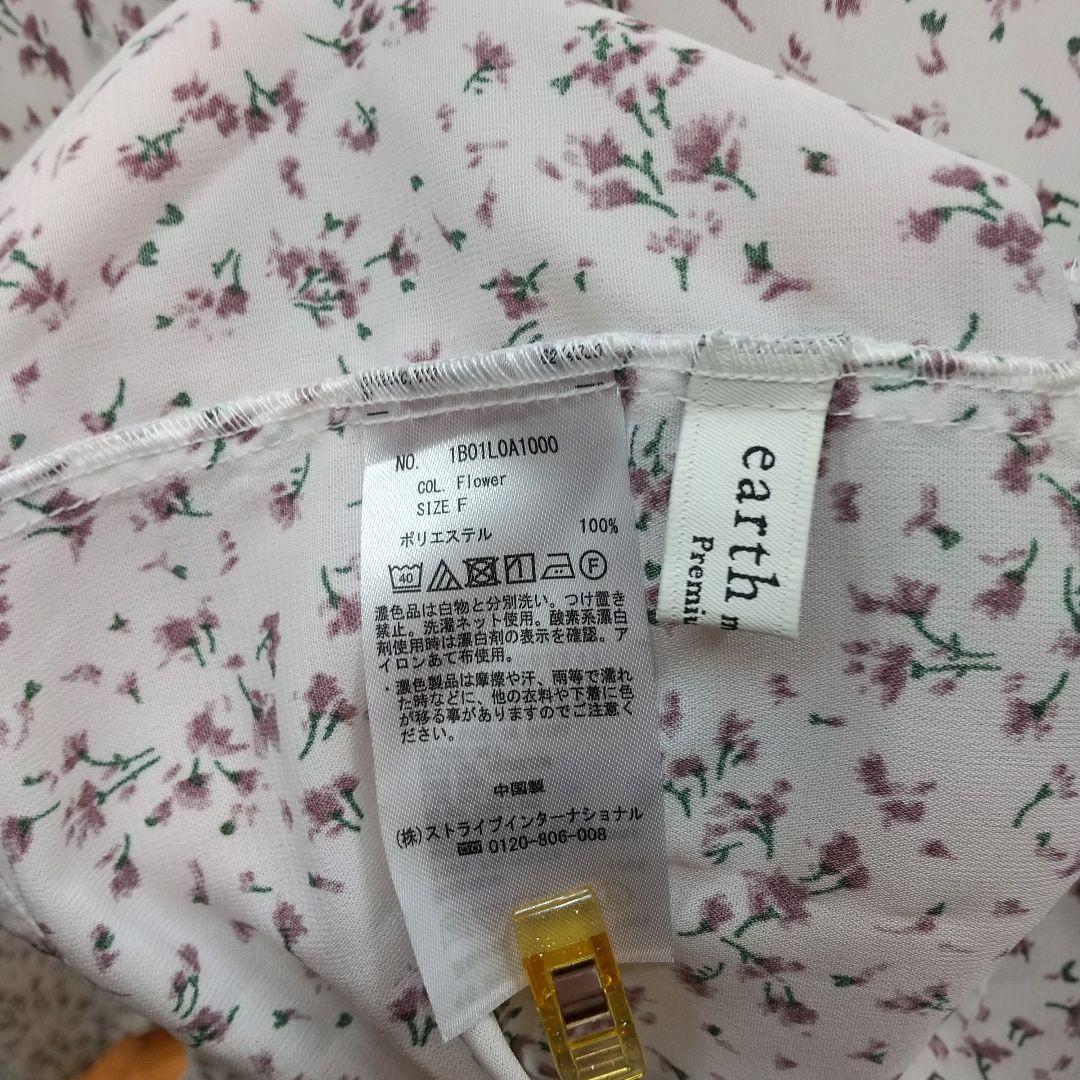 NO. 1B01L0A1000
COL. Flower
SIZE F
ポリエステル 100%
40
F
濃色品は白物と分別洗い。つけ置き
禁止。洗濯ネット使用。酸素系漂白
剤使用時は漂白剤の表示を確認。ア
イロンあて布使用。
・濃色製品は摩擦や汗、雨等で濡れ
た時などに、他の衣料や下着に色
が移る事がありますのでご注意く
ださい。
中国製
(株)ストライプインターナショナル
0120-806-008
earth m
Premi